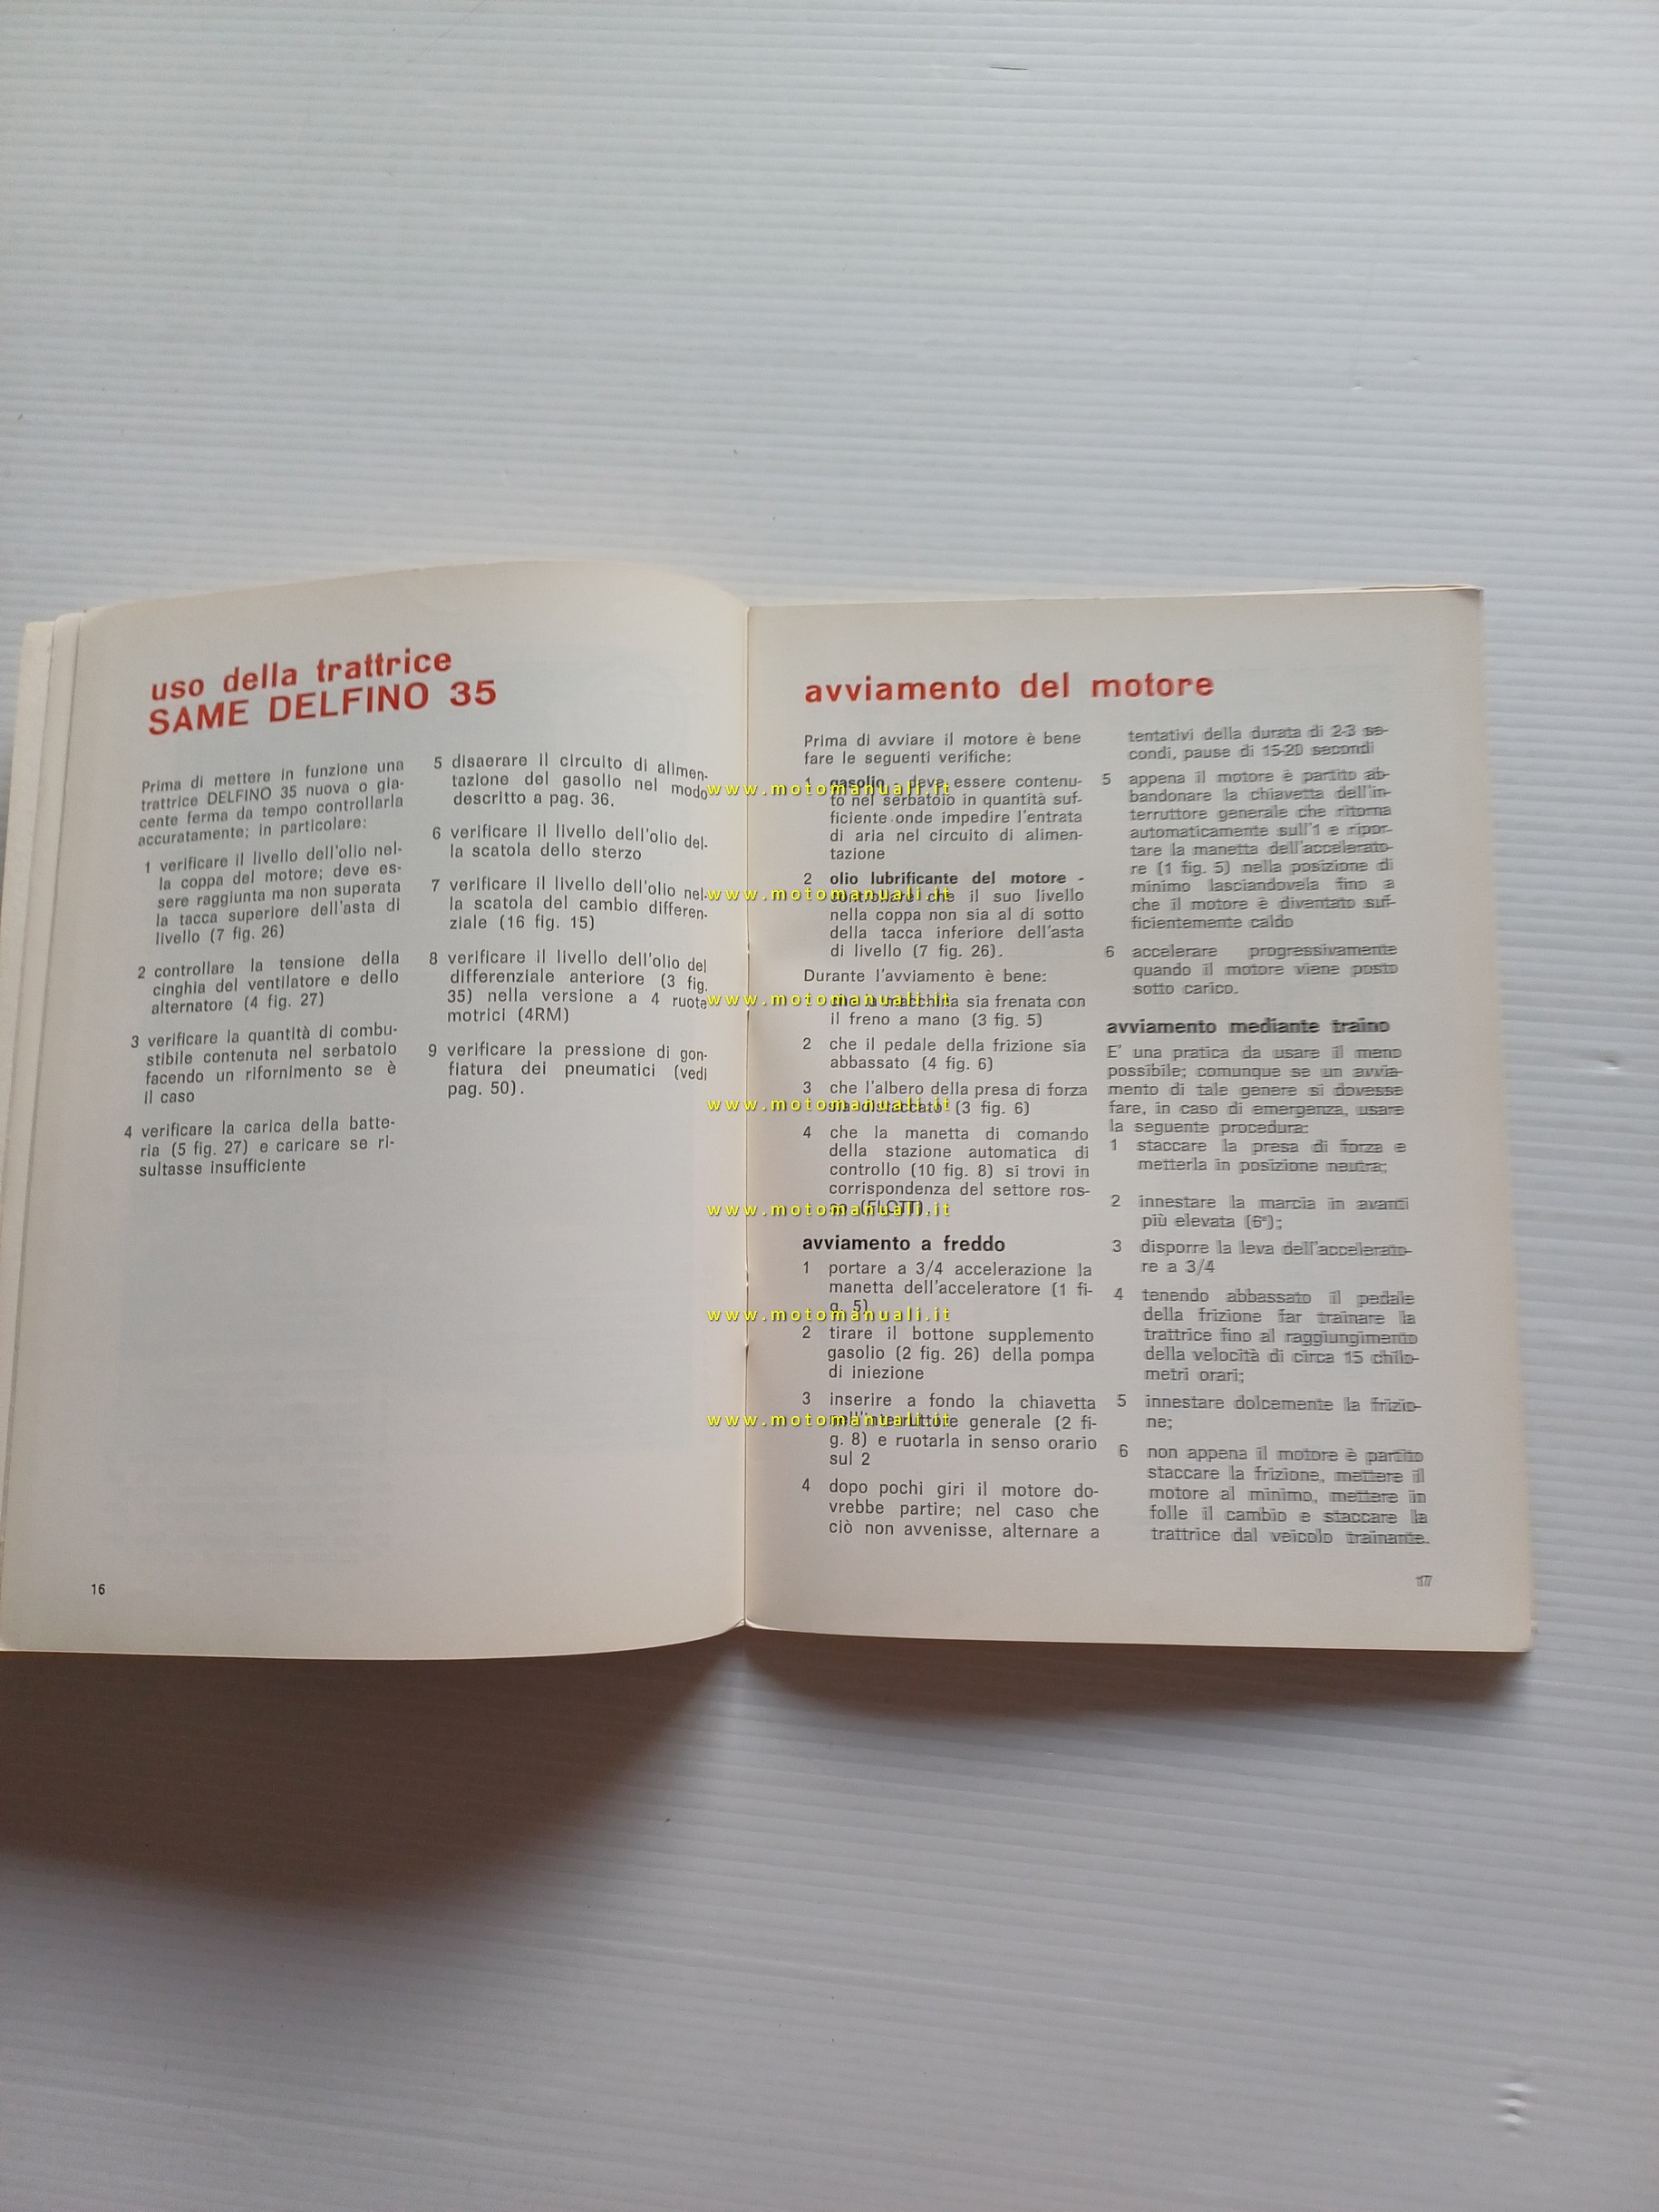 uso della trattrice
SAME DELFINO 35
Prima di mettere in funzione una
trattrice DELFINO 35 nuova o gia-
cente ferma da tempo controllarla
accuratamente; in particolare:
1 verificare il livello dell'olio nel-
la coppa del motore; deve es-
sere raggiunta ma non superata
la tacca superiore dell'asta di
livello (7 fig. 26)
2 controllare la tensione della
cinghia del ventilatore e dello
alternatore (4 fig. 27)
3 verificare la quantità di combu-
stibile contenuta nel serbatoio
facendo un rifornimento se è
il caso
4 verificare la carica della batte-
ria (5 fig. 27) e caricare se ri-
sultasse insufficiente
5 disaerare il circuito di alimen-
tazione del gasolio nel modo
descritto a pag. 36.
6 verificare il livello dell'olio del-
la scatola dello sterzo
7 verificare il livello dell'olio nel-
la scatola del cambio differen-
ziale (16 fig. 15)
8 verificare il livello dell'olio del
differenziale anteriore (3 fig.
35) nella versione a 4 ruote
motrici (4RM)
9 verificare la pressione di gon-
fiatura dei pneumatici (vedi
pag. 50).
16
avviamento del motore
Prima di avviare il motore è bene
fare le seguenti verifiche:
1 gasolio - deve essere contenu-
to nel serbatoio in quantità suf-
ficiente onde impedire l'entrata
di aria nel circuito di alimen-
tazione
2 olio lubrificante del motore -
controllare che il suo livello
nella coppa non sia al di sotto
della tacca inferiore dell'asta
di livello (7 fig. 26).
Durante l'avviamento è bene:
macchina sia frenata con
il freno a mano (3 fig. 5)
2 che il pedale della frizione sia
abbassato (4 fig. 6)
3 che l'albero della presa di forza
sia distaccato (3 fig. 6)
4 che la manetta di comando
della stazione automatica di
controllo (10 fig. 8) si trovi in
corrispondenza del settore ros-
so (FLOTT).
avviamento a freddo
1 portare a 3/4 accelerazione la
manetta dell'acceleratore (1 fi-
g. 5)
2 tirare il bottone supplemento
gasolio (2 fig. 26) della pompa
di iniezione
3 inserire a fondo la chiavetta
nell'interruttore generale (2 fi-
g. 8) e ruotarla in senso orario
sul 2
4 dopo pochi giri il motore do-
vrebbe partire; nel caso che
ciò non avvenisse, alternare a
tentativi della durata di 2-3 se-
condi, pause di 15-20 secondi
5 appena il motore è partito ab-
bandonare la chiavetta dell'in-
terruttore generale che ritorna
automaticamente sull'1 e ripor-
tare la manetta dell'accelerato-
re (1 fig. 5) nella posizione di
minimo lasciandovela fino a
che il motore è diventato suf-
ficientemente caldo
6 accelerare progressivamente
quando il motore viene posto
sotto carico.
avviamento mediante traino
E' una pratica da usare il meno
possibile; comunque se un avvia-
mento di tale genere si dovesse
fare, in caso di emergenza, usare
la seguente procedura:
1 staccare la presa di forza e
metterla in posizione neutra;
2 innestare la marcia in avanti
più elevata (6ª);
3 disporre la leva dell'accelerato-
re a 3/4
4 tenendo abbassato il pedale
della frizione far trainare la
trattrice fino al raggiungimento
della velocità di circa 15 chilo-
metri orari;
5 innestare dolcemente la frizio-
ne;
6 non appena il motore è partito
staccare la frizione, mettere il
motore al minimo, mettere in
folle il cambio e staccare la
trattrice dal veicolo trainante.
17
www.motomanuali.it
www.motomanuali.it
www.motomanuali.it
www.motomanuali.it
www.motomanuali.it
www.motomanuali.it
www.motomanuali.it